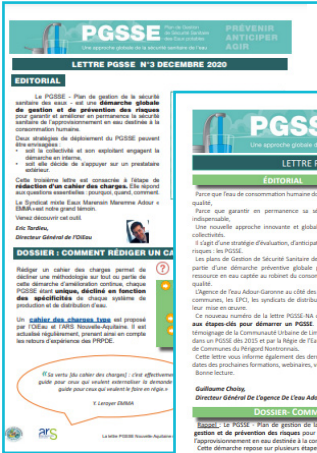 PGSSE
Plan de Gestion
de Sécurité Sanitaire
des Eaux potables
PRÉVENIR
ANTICIPER
AGIR
Une approche globale de la sécurité sanitaire de l'eau
LETTRE PGSSE N°3 DECEMBRE 2020
EDITORIAL
Le PGSSE - Plan de gestion de la sécurité
sanitaire des eaux - est une démarche globale
de gestion et de prévention des risques
pour garantir et améliorer en permanence la sécurité
sanitaire de l'approvisionnement en eau destinée à la
consommation humaine.
Deux stratégies de déploiement du PGSSE peuvent
être envisagées :
• soit la collectivité et son exploitant engagent la
démarche en interne,
• soit elle décide de s'appuyer sur un prestataire
extérieur.
Cette troisième lettre est consacrée à l'étape de
rédaction d'un cahier des charges. Elle répond
aux questions essentielles : pourquoi, quand, comment.
Le Syndicat mixte Eaux Marensin Maremne Adour «
EMMA»est notre grand témoin.
Venez découvrir cet outil.
Eric Tardieu,
Directeur Général de l'OiEau
DOSSIER : COMMENT RÉDIGER UN CA
Rédiger un cahier des charges permet de
décliner une méthodologie sur tout ou partie de
cette démarche d'amélioration continue, chaque
PGSSE étant unique, décliné en fonction
des spécificités de chaque système de
production et de distribution d'eau.
Un cahier des charges type est proposé
par l'OiEau et l'ARS Nouvelle-Aquitaine. Il est
actualisé régulièrement, prenant ainsi en compte
les retours d'expérience des PRPDE.
?
«Il sertu [du cahier des charges] : c'est effectivement
guide pour ceux qui veulent externaliser la demande
guide pour ceux qui veulent le faire en régie.»
Y. Leroyer EMMA
ars
La lettre PGSSE Nouvelle-Aquitaine
PGSS
Une approche globale d
LETTRE P
ÉDITORIAL
Parce que l'eau de consommation humaine do
qualité,
Parce que garantir en permanence sa sé
indispensable,
Une nouvelle approche innovante et global
collectivités.
Il s'agit d'une stratégie d'évaluation, d'anticipa
risques : les PGSSE.
Les plans de Gestion de Sécurité Sanitaire de
partie d'une démarche préventive globale
ressource en eau captée au robinet du consom
qualité.
L'Agence de l'eau Adour-Garonne au côté des
communes, les EPCI, les syndicats de distribu
leur mise en œuvre.
Ce nouveau numéro de la lettre PGSSE-NA
aux étapes-clés pour démarrer un PGSSE.
témoignage de la Communauté Urbaine de Lim
dans un PGSSE dès 2015 et par la Régie de l'Ea
de Communes du Périgord Nontronnais.
Cette lettre vous informe également des dern
dates des prochaines formations, webinaires, v
Bonne lecture.
Guillaume Choisy,
Directeur Général De L'agence De L'eau Ado
DOSSIER- COMM
Rappel : Le PGSSE - Plan de gestion de la
gestion et de prévention des risques pour
l'approvisionnement en eau destinée à la con
Cette démarche repose sur plusieurs étape